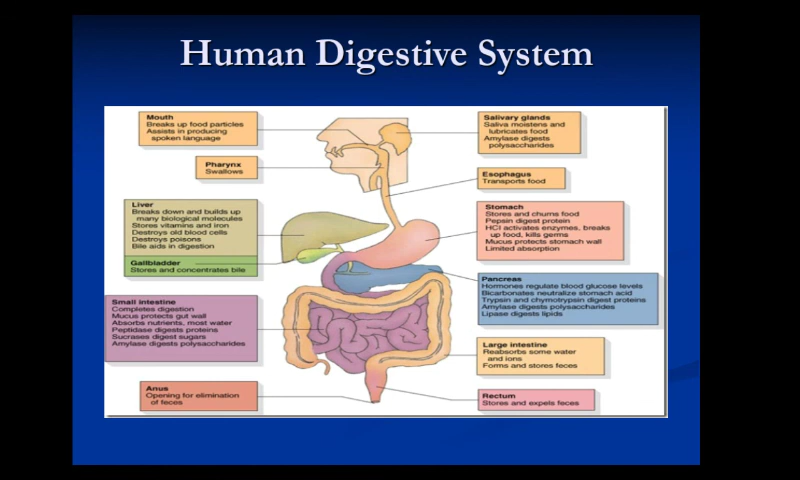 Human Digestive System
Mouth
Breaks up food particles
Assists in producing
spoken language
Salivary glands
Saliva moistens and
lubricates food
Amylase digests
polysaccharides
Pharynx
Swallows
Esophagus
Transports food
Liver
Breaks down and builds up
many biological molecules
Stores vitamins and iron
Destroys old blood cells
Destroys poisons
Bile aids in digestion
Stomach
Stores and churns food
Pepsin digest protein
HCl activates enzymes, breaks
up food, kills germs
Mucus protects stomach wall
Limited absorption
Gallbladder
Stores and concentrates bile
Pancreas
Hormones regulate blood glucose levels
Bicarbonates neutralize stomach acid
Trypsin and chymotrypsin digest proteins
Amylase digests polysaccharides
Lipase digests lipids
Small intestine
Completes digestion
Mucus protects gut wall
Absorbs nutrients, most water
Peptidase digests proteins
Sucrases digest sugars
Amylase digests polysaccharides
Large intestine
Reabsorbs some water
and ions
Forms and stores feces
Anus
Opening for elimination
of feces
Rectum
Stores and expels feces